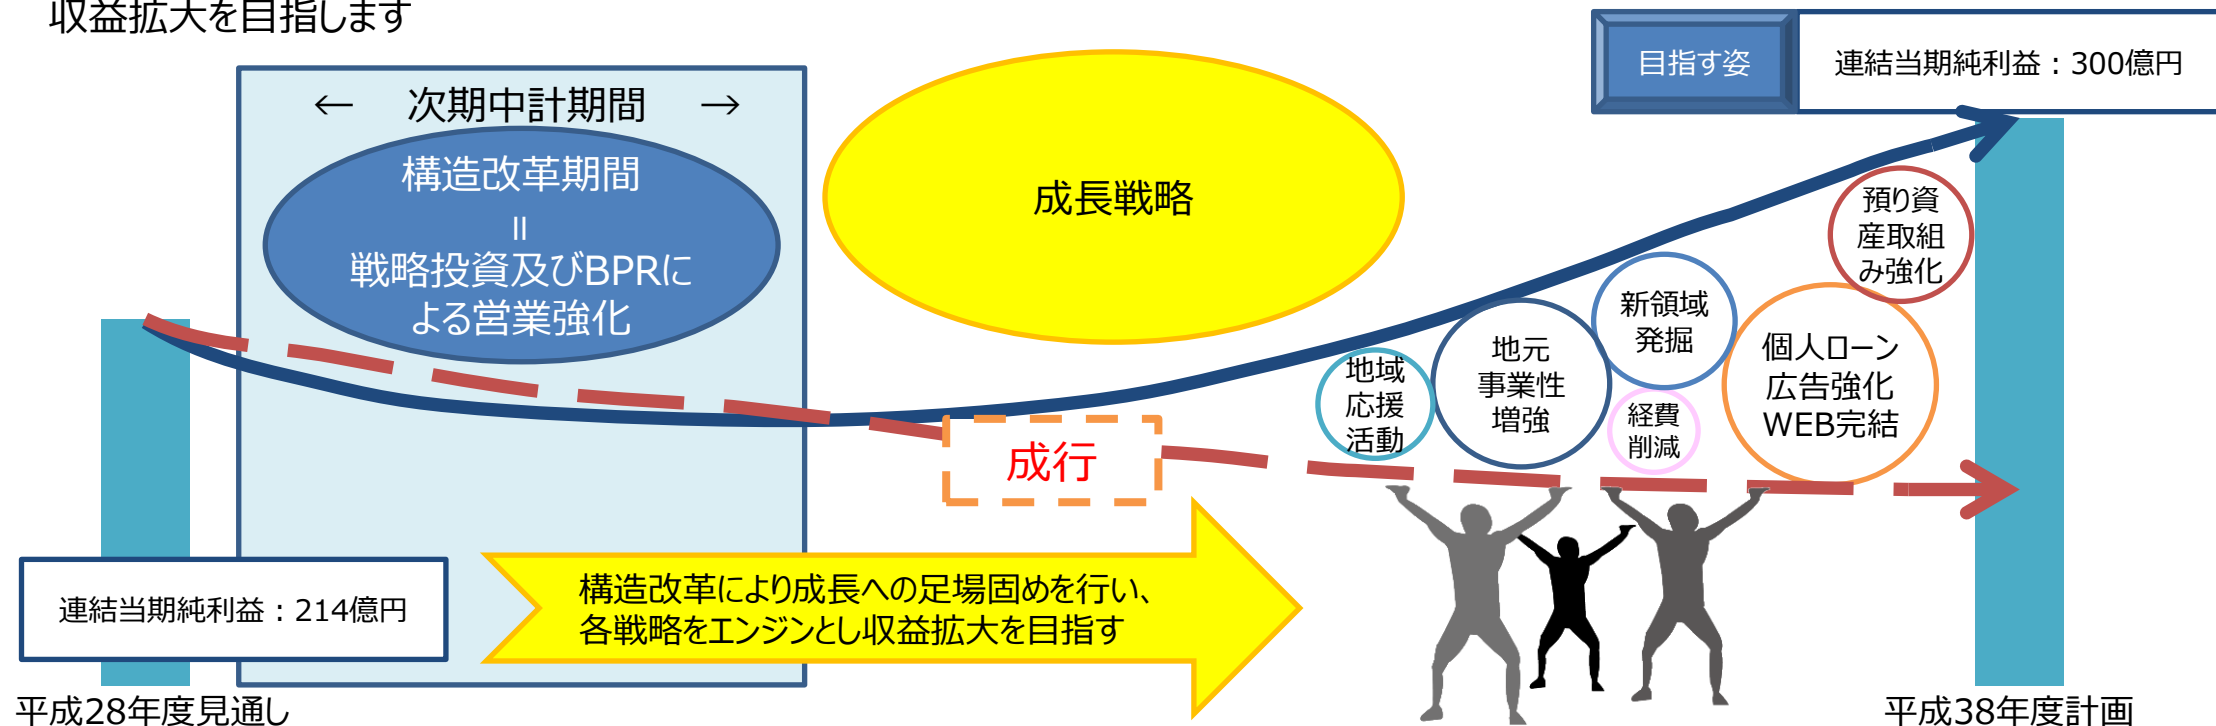 収益拡大を目指します
目指す姿
連結当期純利益：300億円
← 次期中計期間 →
構造改革期間
＝
戦略投資及びBPRに
よる営業強化
成長戦略
預り資
産取組
み強化
新領域
発掘
地元
事業性
増強
個人ローン
広告強化
WEB完結
地域
応援
活動
経費
削減
成行
構造改革により成長への足場固めを行い、
各戦略をエンジンとし収益拡大を目指す
連結当期純利益：214億円
平成28年度見通し
平成38年度計画